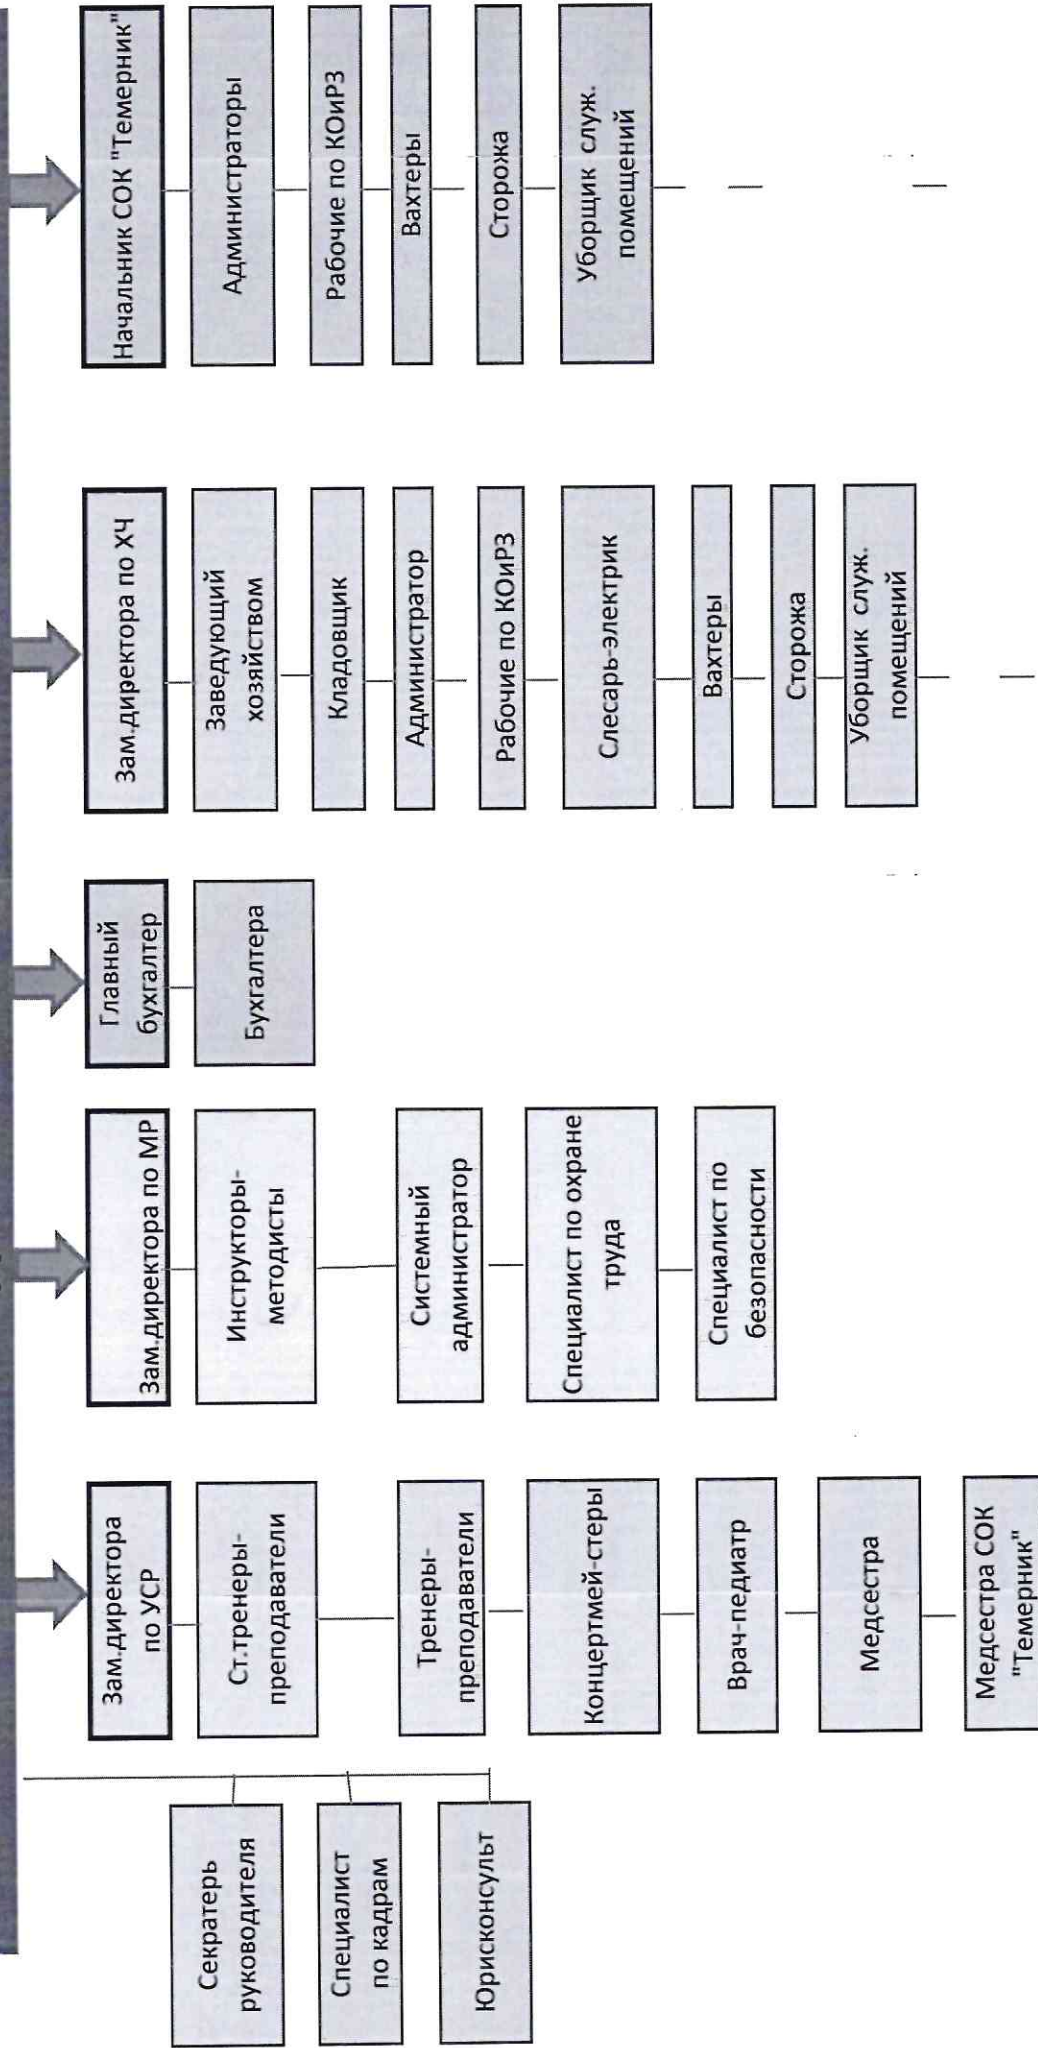 Секратерь
руководителя
Специалист
по кадрам
Юрисконсульт
Зам.директора
по УСР
Ст.тренеры-
преподаватели
Тренеры-
преподаватели
Концертмей-стеры
Врач-педиатр
Медсестра
Медсестра СОК
"Темерник"
Зам.директора по МР
Инструкторы-
методисты
Системный
администратор
Специалист по охране
труда
Специалист по
безопасности
Главный
бухгалтер
Бухгалтера
Зам.директора по ХЧ
Заведующий
хозяйством
Кладовщик
Администратор
Рабочие по КОиРЗ
Слесарь-электрик
Вахтеры
Сторожа
Уборщик служ.
помещений
Начальник СОК "Темерник"
Администраторы
Рабочие по КОиРЗ
Вахтеры
Сторожа
Уборщик служ.
помещений